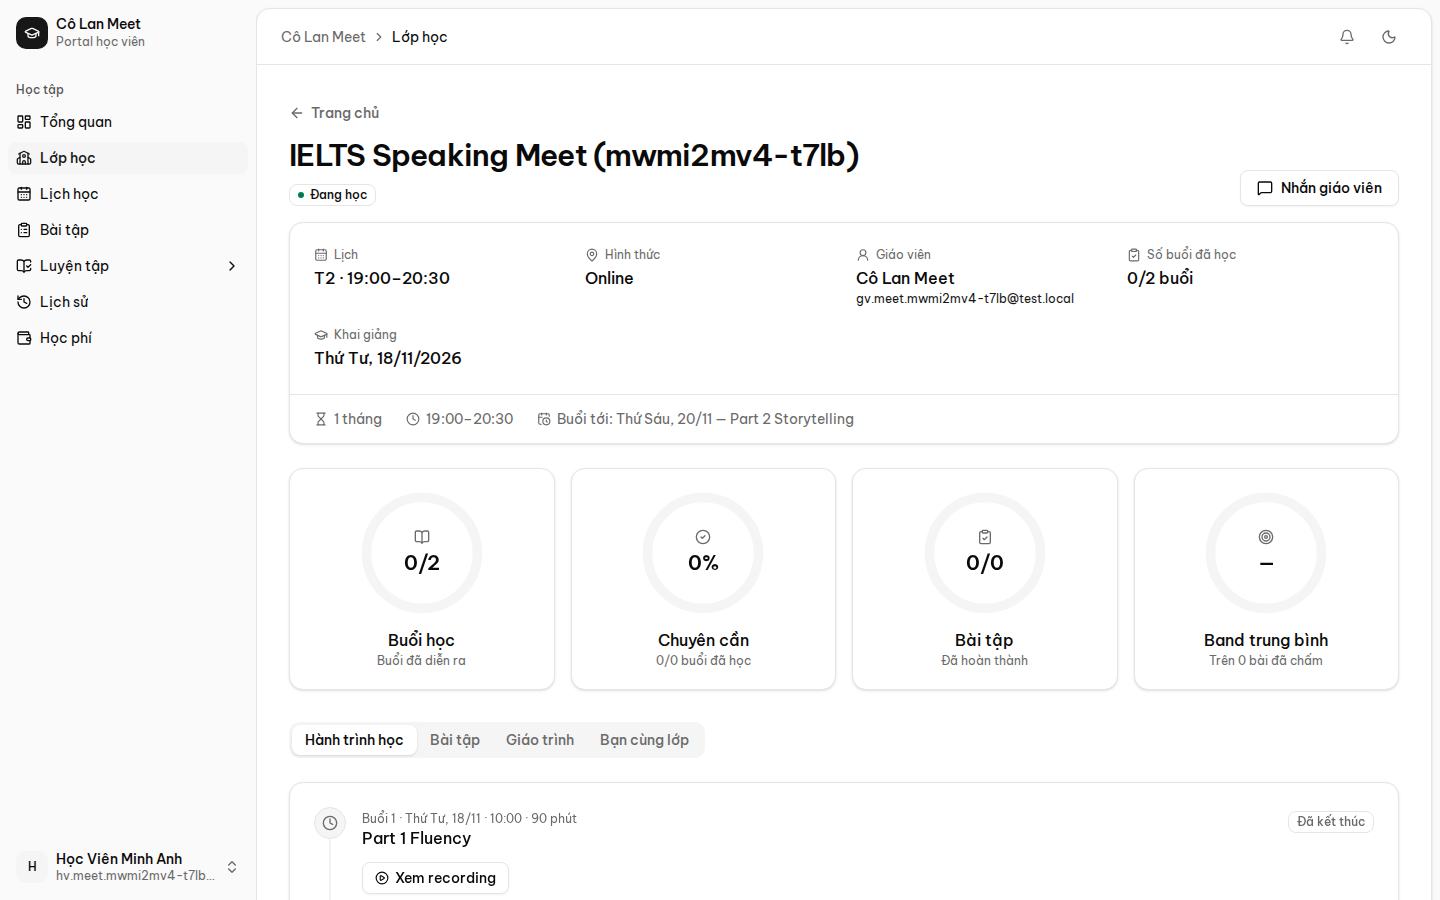 Cô Lan Meet
Portal học viên
Học tập
Tổng quan
Lớp học
Lịch học
Bài tập
Luyện tập
Lịch sử
Học phí
Học Viên Minh Anh
hv.meet.mwmi2mv4-t7lb...
Cô Lan Meet > Lớp học
Trang chủ
IELTS Speaking Meet (mwmi2mv4-t7lb)
Đang học
Nhắn giáo viên
Lịch
T2 · 19:00–20:30
Hình thức
Online
Giáo viên
Cô Lan Meet
gv.meet.mwmi2mv4-t7lb@test.local
Số buổi đã học
0/2 buổi
Khai giảng
Thứ Tư, 18/11/2026
1 tháng
19:00–20:30
Buổi tới: Thứ Sáu, 20/11 — Part 2 Storytelling
0/2
Buổi học
Buổi đã diễn ra
0%
Chuyên cần
0/0 buổi đã học
0/0
Bài tập
Đã hoàn thành
–
Band trung bình
Trên 0 bài đã chấm
Hành trình học
Bài tập
Giáo trình
Bạn cùng lớp
Buổi 1 · Thứ Tư, 18/11 · 10:00 · 90 phút
Part 1 Fluency
Đã kết thúc
Xem recording
H